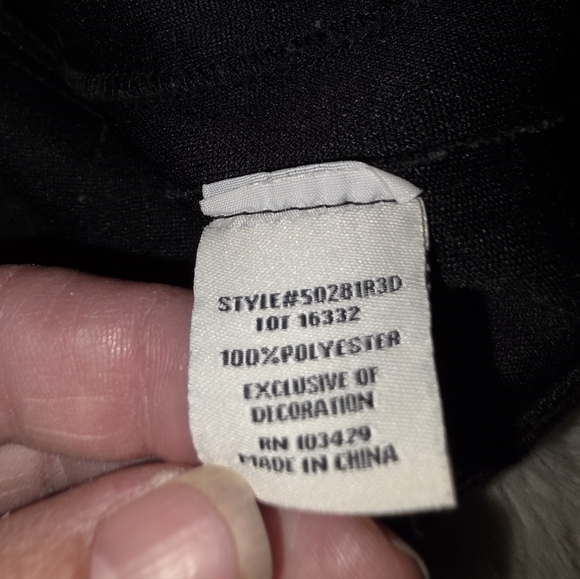 STYLE#50281R3D
LOT 16332
100%POLYESTER
EXCLUSIVE OF
DECORATION
RN 103429
MADE IN CHINA